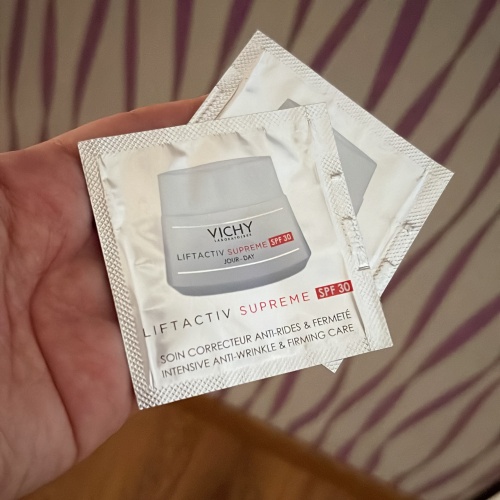 VICHY
LABORATOIRES
LIFTACTIV SUPREME SPF 30
JOUR - DAY
LIFTACTIV SUPREME SPF 30
SOIN CORRECTEUR ANTI-RIDES & FERMETÉ
INTENSIVE ANTI-WRINKLE & FIRMING CARE